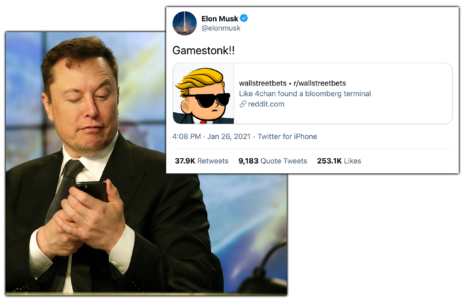 Elon Musk
@elonmusk
Gamestonk!!
wallstreetbets • r/wallstreetbets
Like 4chan found a bloomberg terminal
reddit.com
4:08 PM · Jan 26, 2021 · Twitter for iPhone
37.9K Retweets 9,183 Quote Tweets 253.1K Likes